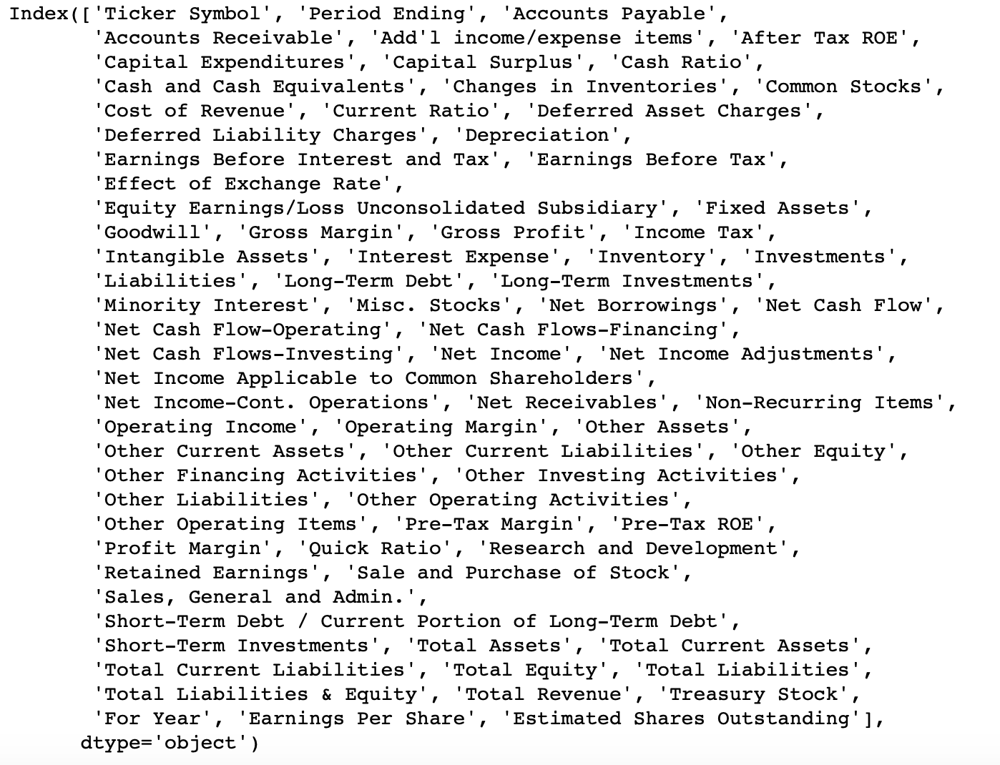 Index(['Ticker Symbol', 'Period Ending', 'Accounts Payable',
'Accounts Receivable', 'Add'l income/expense items', 'After Tax ROE',
'Capital Expenditures', 'Capital Surplus', 'Cash Ratio',
'Cash and Cash Equivalents', 'Changes in Inventories', 'Common Stocks',
'Cost of Revenue', 'Current Ratio', 'Deferred Asset Charges',
'Deferred Liability Charges', 'Depreciation',
'Earnings Before Interest and Tax', 'Earnings Before Tax',
'Effect of Exchange Rate',
'Equity Earnings/Loss Unconsolidated Subsidiary', 'Fixed Assets',
'Goodwill', 'Gross Margin', 'Gross Profit', 'Income Tax',
'Intangible Assets', 'Interest Expense', 'Inventory', 'Investments',
'Liabilities', 'Long-Term Debt', 'Long-Term Investments',
'Minority Interest', 'Misc. Stocks', 'Net Borrowings', 'Net Cash Flow',
'Net Cash Flow-Operating', 'Net Cash Flows-Financing',
'Net Cash Flows-Investing', 'Net Income', 'Net Income Adjustments',
'Net Income Applicable to Common Shareholders',
'Net Income-Cont. Operations', 'Net Receivables', 'Non-Recurring Items',
'Operating Income', 'Operating Margin', 'Other Assets',
'Other Current Assets', 'Other Current Liabilities', 'Other Equity',
'Other Financing Activities', 'Other Investing Activities',
'Other Liabilities', 'Other Operating Activities',
'Other Operating Items', 'Pre-Tax Margin', 'Pre-Tax ROE',
'Profit Margin', 'Quick Ratio', 'Research and Development',
'Retained Earnings', 'Sale and Purchase of Stock',
'Sales, General and Admin.',
'Short-Term Debt / Current Portion of Long-Term Debt',
'Short-Term Investments', 'Total Assets', 'Total Current Assets',
'Total Current Liabilities', 'Total Equity', 'Total Liabilities',
'Total Liabilities & Equity', 'Total Revenue', 'Treasury Stock',
'For Year', 'Earnings Per Share', 'Estimated Shares Outstanding'],
dtype='object')